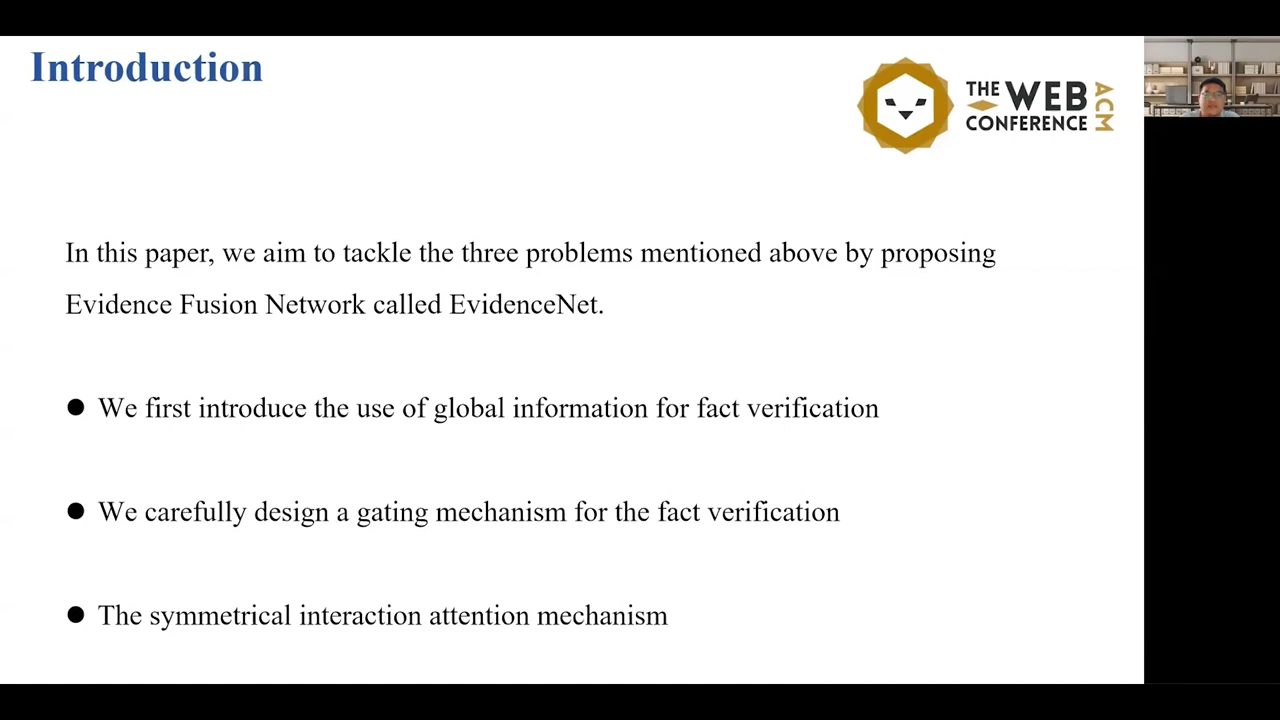 Introduction
THE WEB
CONFERENCE
ACM
In this paper, we aim to tackle the three problems mentioned above by proposing
Evidence Fusion Network called EvidenceNet.
● We first introduce the use of global information for fact verification
● We carefully design a gating mechanism for the fact verification
● The symmetrical interaction attention mechanism